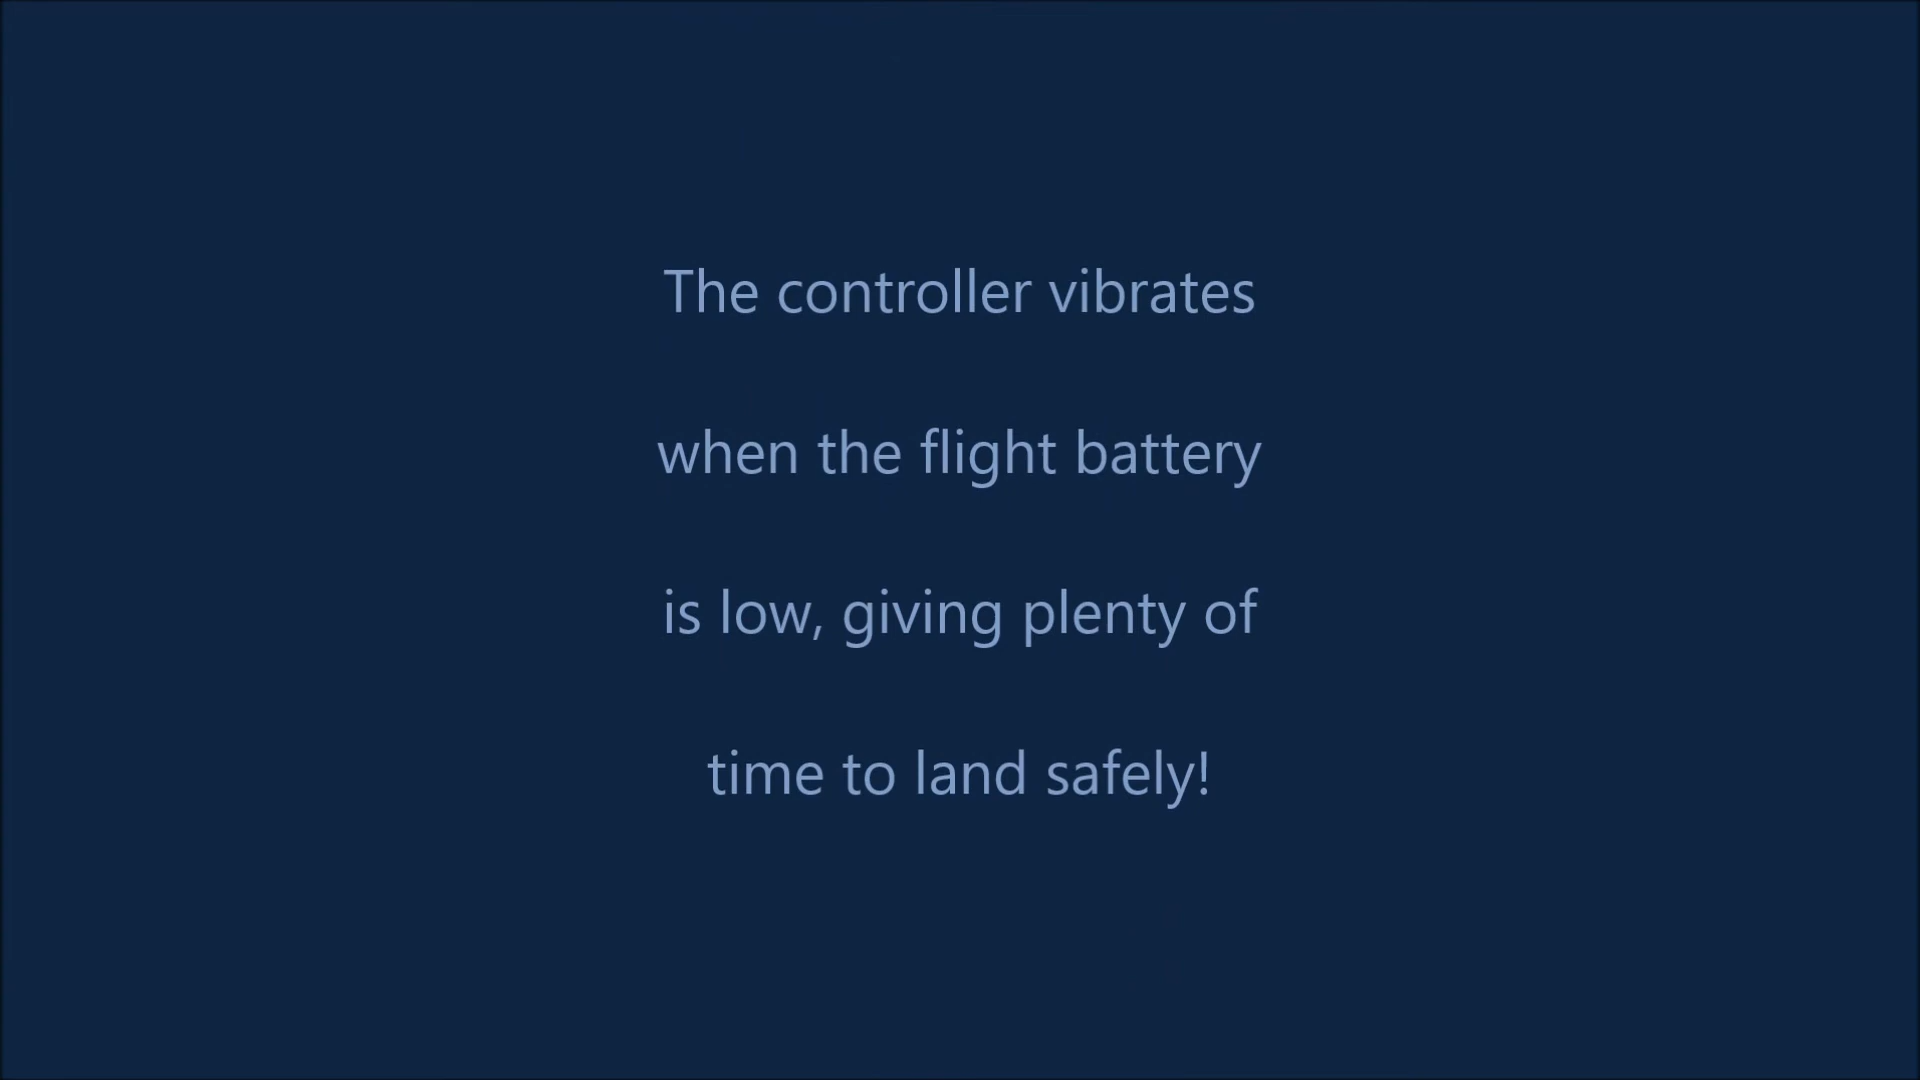 The controller vibrates
when the flight battery
is low, giving plenty of
time to land safely!